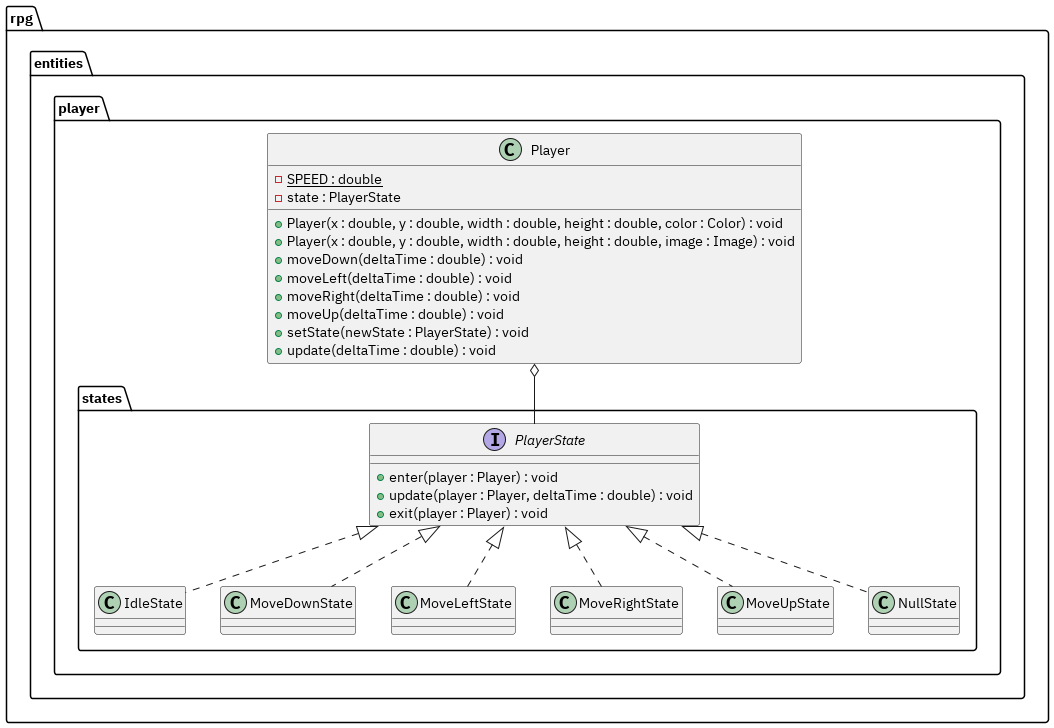 rpg
entities
player
C Player
SPEED : double
state : PlayerState
Player(x : double, y : double, width : double, height : double, color : Color) : void
Player(x : double, y : double, width : double, height : double, image : Image) : void
moveDown(deltaTime : double) : void
moveLeft(deltaTime : double) : void
moveRight(deltaTime : double) : void
moveUp(deltaTime : double) : void
setState(newState : PlayerState) : void
update(deltaTime : double) : void
states
I PlayerState
enter(player : Player) : void
update(player : Player, deltaTime : double) : void
exit(player : Player) : void
C IdleState
C MoveDownState
C MoveLeftState
C MoveRightState
C MoveUpState
C NullState